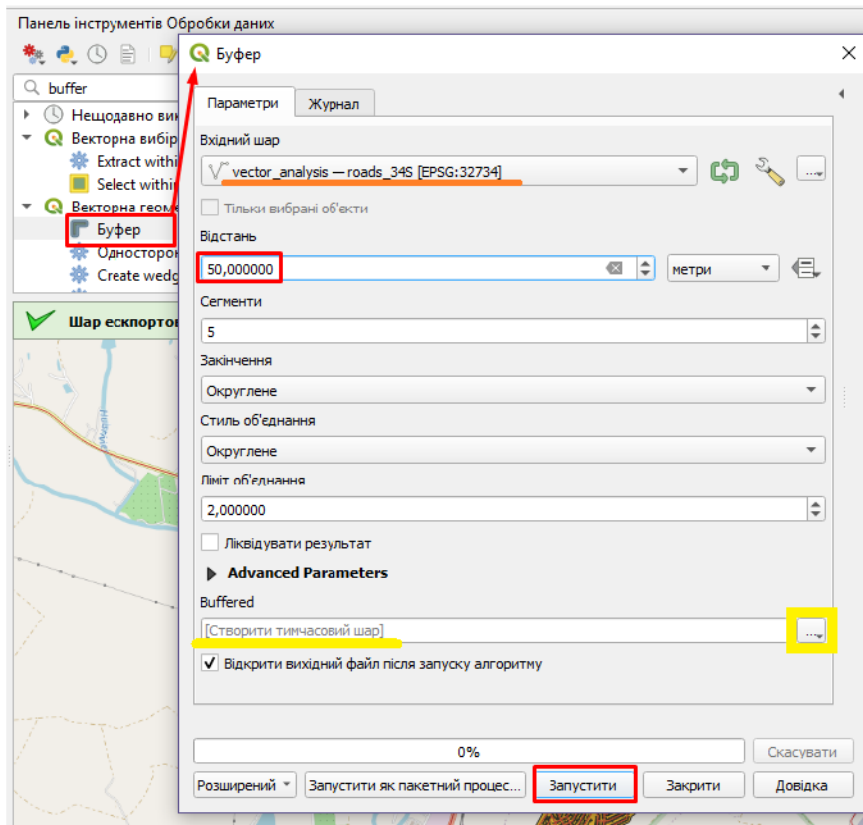 Панель інструментів Обробки даних
Буфер
buffer
Нещодавно
Векторна вибір
Extract withi
Select within
Векторна геоме
Буфер
Односторон
Create wedg
Шар ескпортов
Параметри
Журнал
Вхідний шар
vector_analysis — roads_34S [EPSG:32734]
Тільки вибрані об'єкти
Відстань
50,000000
метри
Сегменти
5
Закінчення
Округлене
Стиль об'єднання
Округлене
Ліміт об'єднання
2,000000
Ліквідувати результат
Advanced Parameters
Buffered
[Створити тимчасовий шар]
...
Відкрити вихідний файл після запуску алгоритму
0%
Скасувати
Розширений
Запустити як пакетний процес...
Запустити
Закрити
Довідка